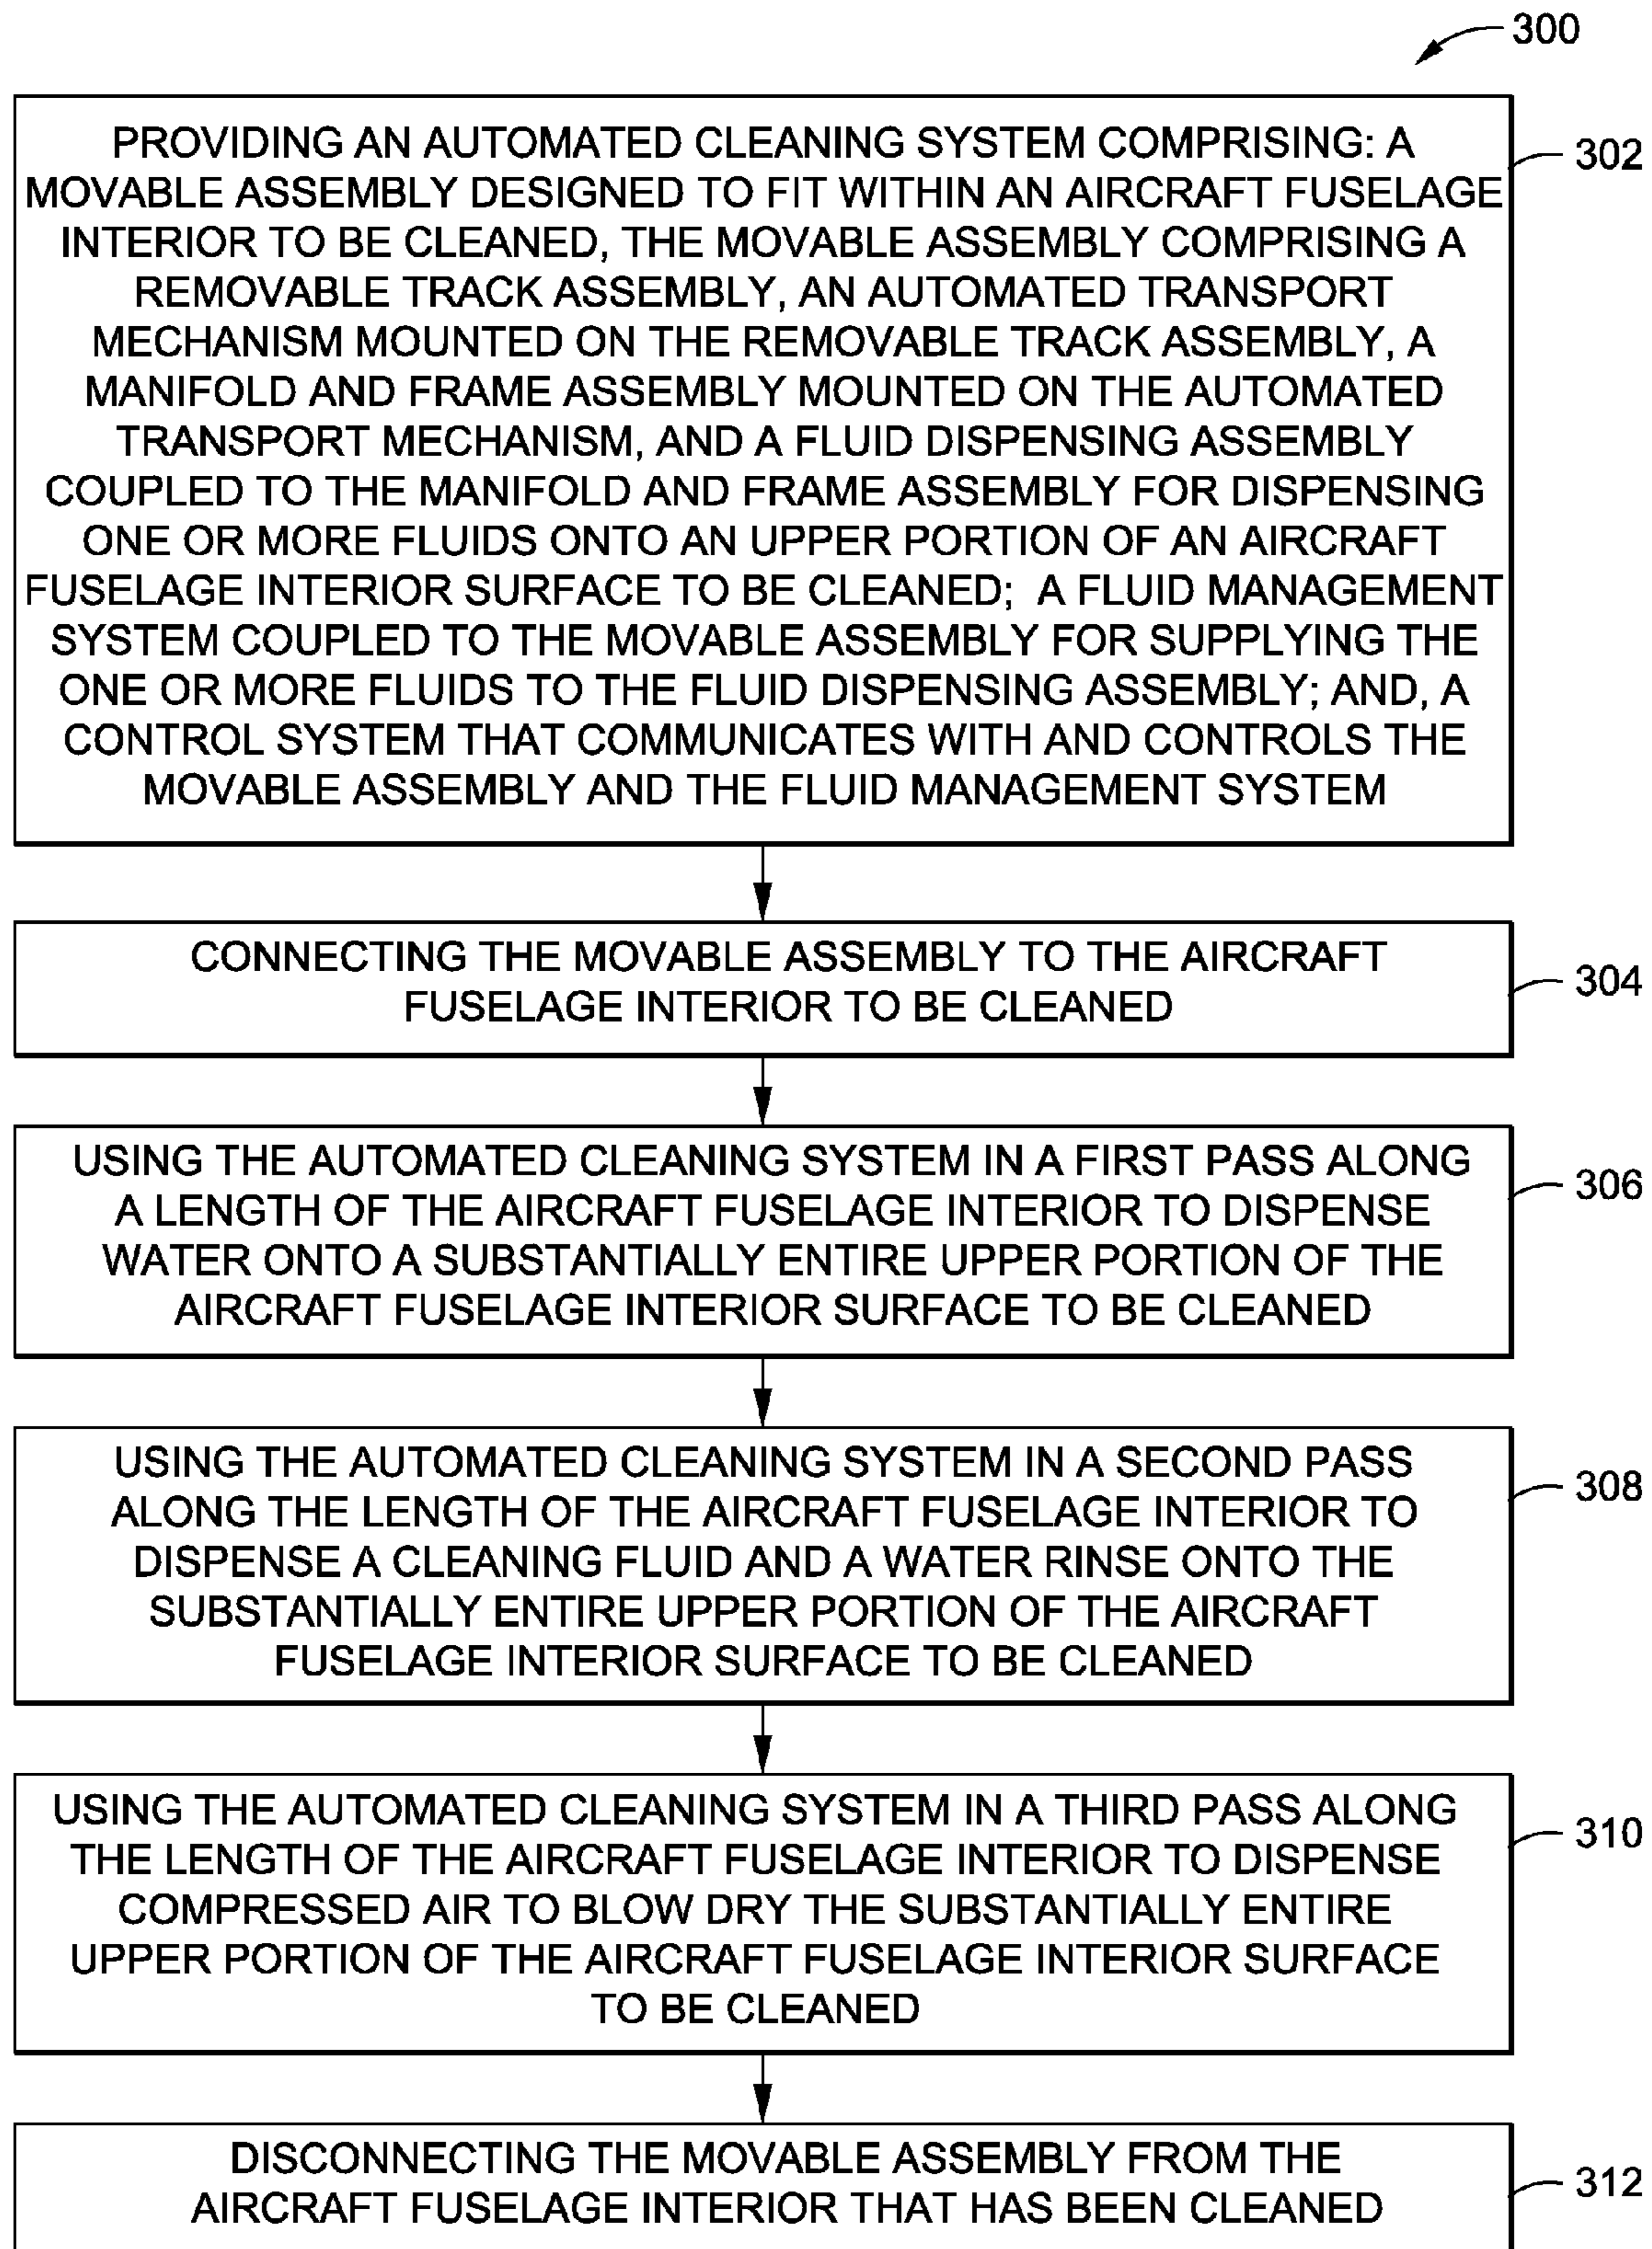 300
PROVIDING AN AUTOMATED CLEANING SYSTEM COMPRISING: A
MOVABLE ASSEMBLY DESIGNED TO FIT WITHIN AN AIRCRAFT FUSELAGE
INTERIOR TO BE CLEANED, THE MOVABLE ASSEMBLY COMPRISING A
REMOVABLE TRACK ASSEMBLY, AN AUTOMATED TRANSPORT
MECHANISM MOUNTED ON THE REMOVABLE TRACK ASSEMBLY, A
MANIFOLD AND FRAME ASSEMBLY MOUNTED ON THE AUTOMATED
TRANSPORT MECHANISM, AND A FLUID DISPENSING ASSEMBLY
COUPLED TO THE MANIFOLD AND FRAME ASSEMBLY FOR DISPENSING
ONE OR MORE FLUIDS ONTO AN UPPER PORTION OF AN AIRCRAFT
FUSELAGE INTERIOR SURFACE TO BE CLEANED; A FLUID MANAGEMENT
SYSTEM COUPLED TO THE MOVABLE ASSEMBLY FOR SUPPLYING THE
ONE OR MORE FLUIDS TO THE FLUID DISPENSING ASSEMBLY; AND, A
CONTROL SYSTEM THAT COMMUNICATES WITH AND CONTROLS THE
MOVABLE ASSEMBLY AND THE FLUID MANAGEMENT SYSTEM
302
CONNECTING THE MOVABLE ASSEMBLY TO THE AIRCRAFT
FUSELAGE INTERIOR TO BE CLEANED
304
USING THE AUTOMATED CLEANING SYSTEM IN A FIRST PASS ALONG
A LENGTH OF THE AIRCRAFT FUSELAGE INTERIOR TO DISPENSE
WATER ONTO A SUBSTANTIALLY ENTIRE UPPER PORTION OF THE
AIRCRAFT FUSELAGE INTERIOR SURFACE TO BE CLEANED
306
USING THE AUTOMATED CLEANING SYSTEM IN A SECOND PASS
ALONG THE LENGTH OF THE AIRCRAFT FUSELAGE INTERIOR TO
DISPENSE A CLEANING FLUID AND A WATER RINSE ONTO THE
SUBSTANTIALLY ENTIRE UPPER PORTION OF THE AIRCRAFT
FUSELAGE INTERIOR SURFACE TO BE CLEANED
308
USING THE AUTOMATED CLEANING SYSTEM IN A THIRD PASS ALONG
THE LENGTH OF THE AIRCRAFT FUSELAGE INTERIOR TO DISPENSE
COMPRESSED AIR TO BLOW DRY THE SUBSTANTIALLY ENTIRE
UPPER PORTION OF THE AIRCRAFT FUSELAGE INTERIOR SURFACE
TO BE CLEANED
310
DISCONNECTING THE MOVABLE ASSEMBLY FROM THE
AIRCRAFT FUSELAGE INTERIOR THAT HAS BEEN CLEANED
312